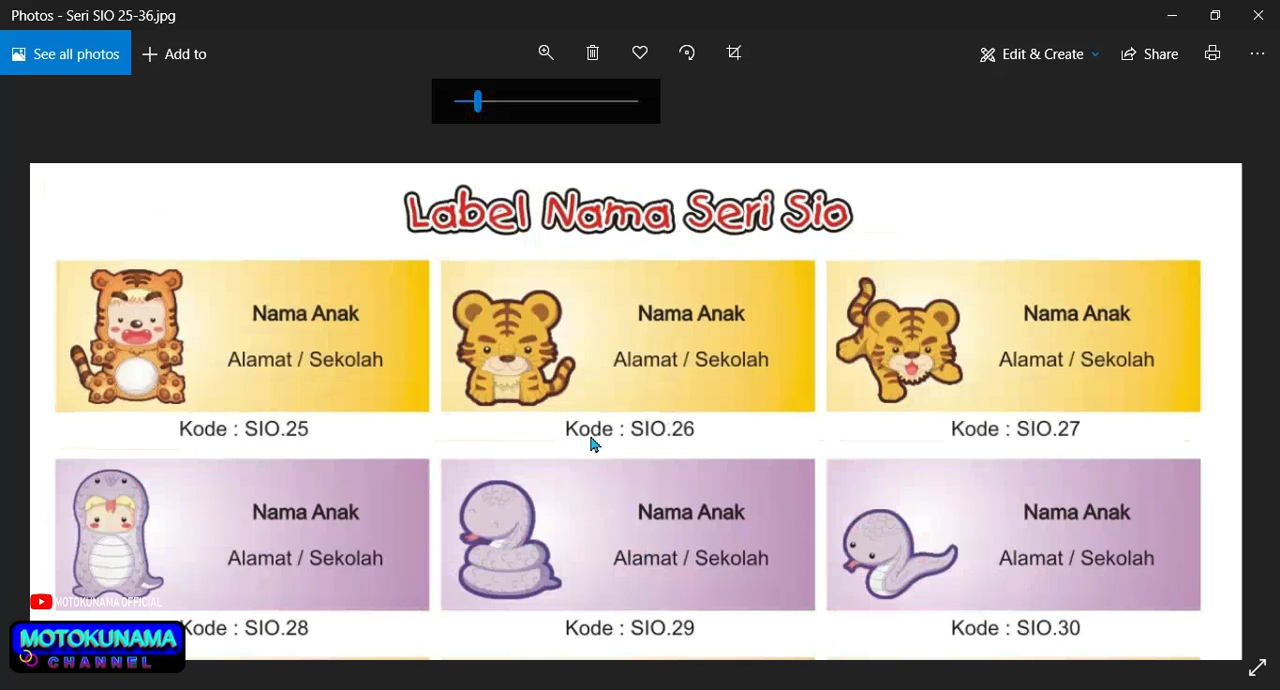 Photos - Seri SIO 25-36.jpg
See all photos
Add to
Edit & Create
Share
Label Nama Seri Sio
Nama Anak
Alamat / Sekolah
Kode : SIO.25
Nama Anak
Alamat / Sekolah
Kode : SIO.26
Nama Anak
Alamat / Sekolah
Kode : SIO.27
Nama Anak
Alamat / Sekolah
Kode : SIO.28
Nama Anak
Alamat / Sekolah
Kode : SIO.29
Nama Anak
Alamat / Sekolah
Kode : SIO.30
MOTOKUNAMA OFFICIAL
MOTOKUNAMA
CHANNEL